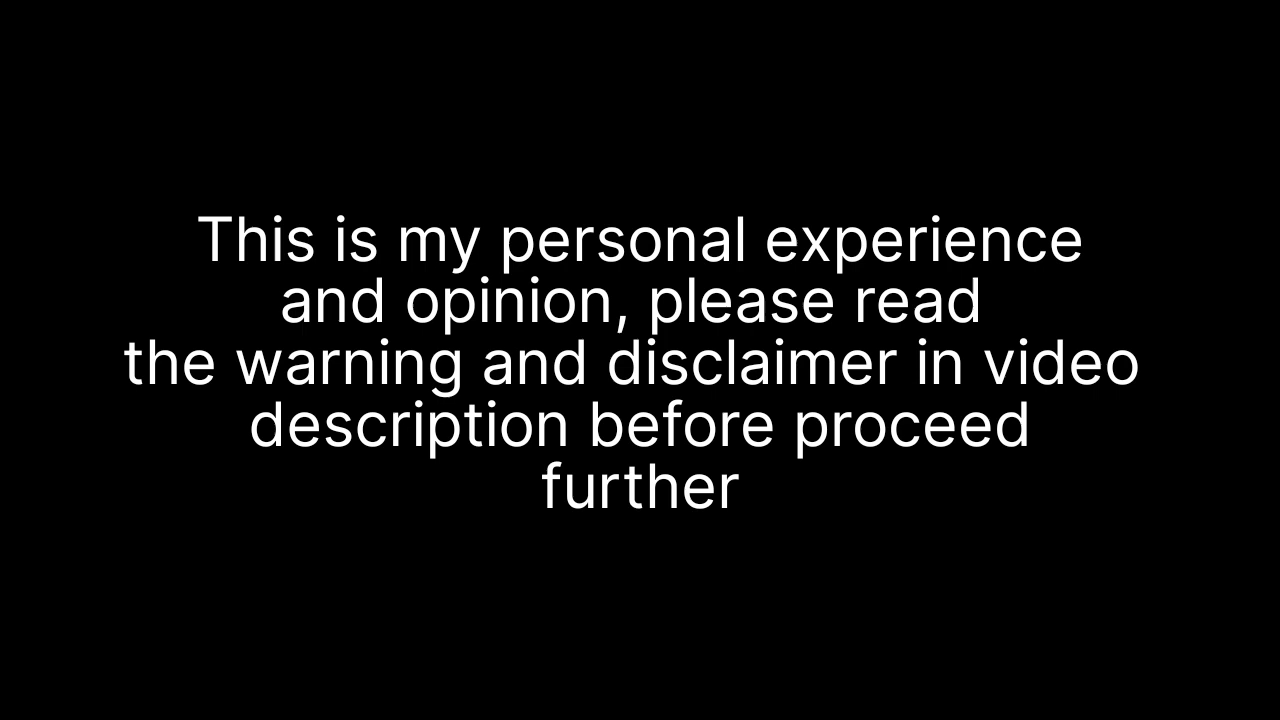 This is my personal experience
and opinion, please read
the warning and disclaimer in video
description before proceed
further